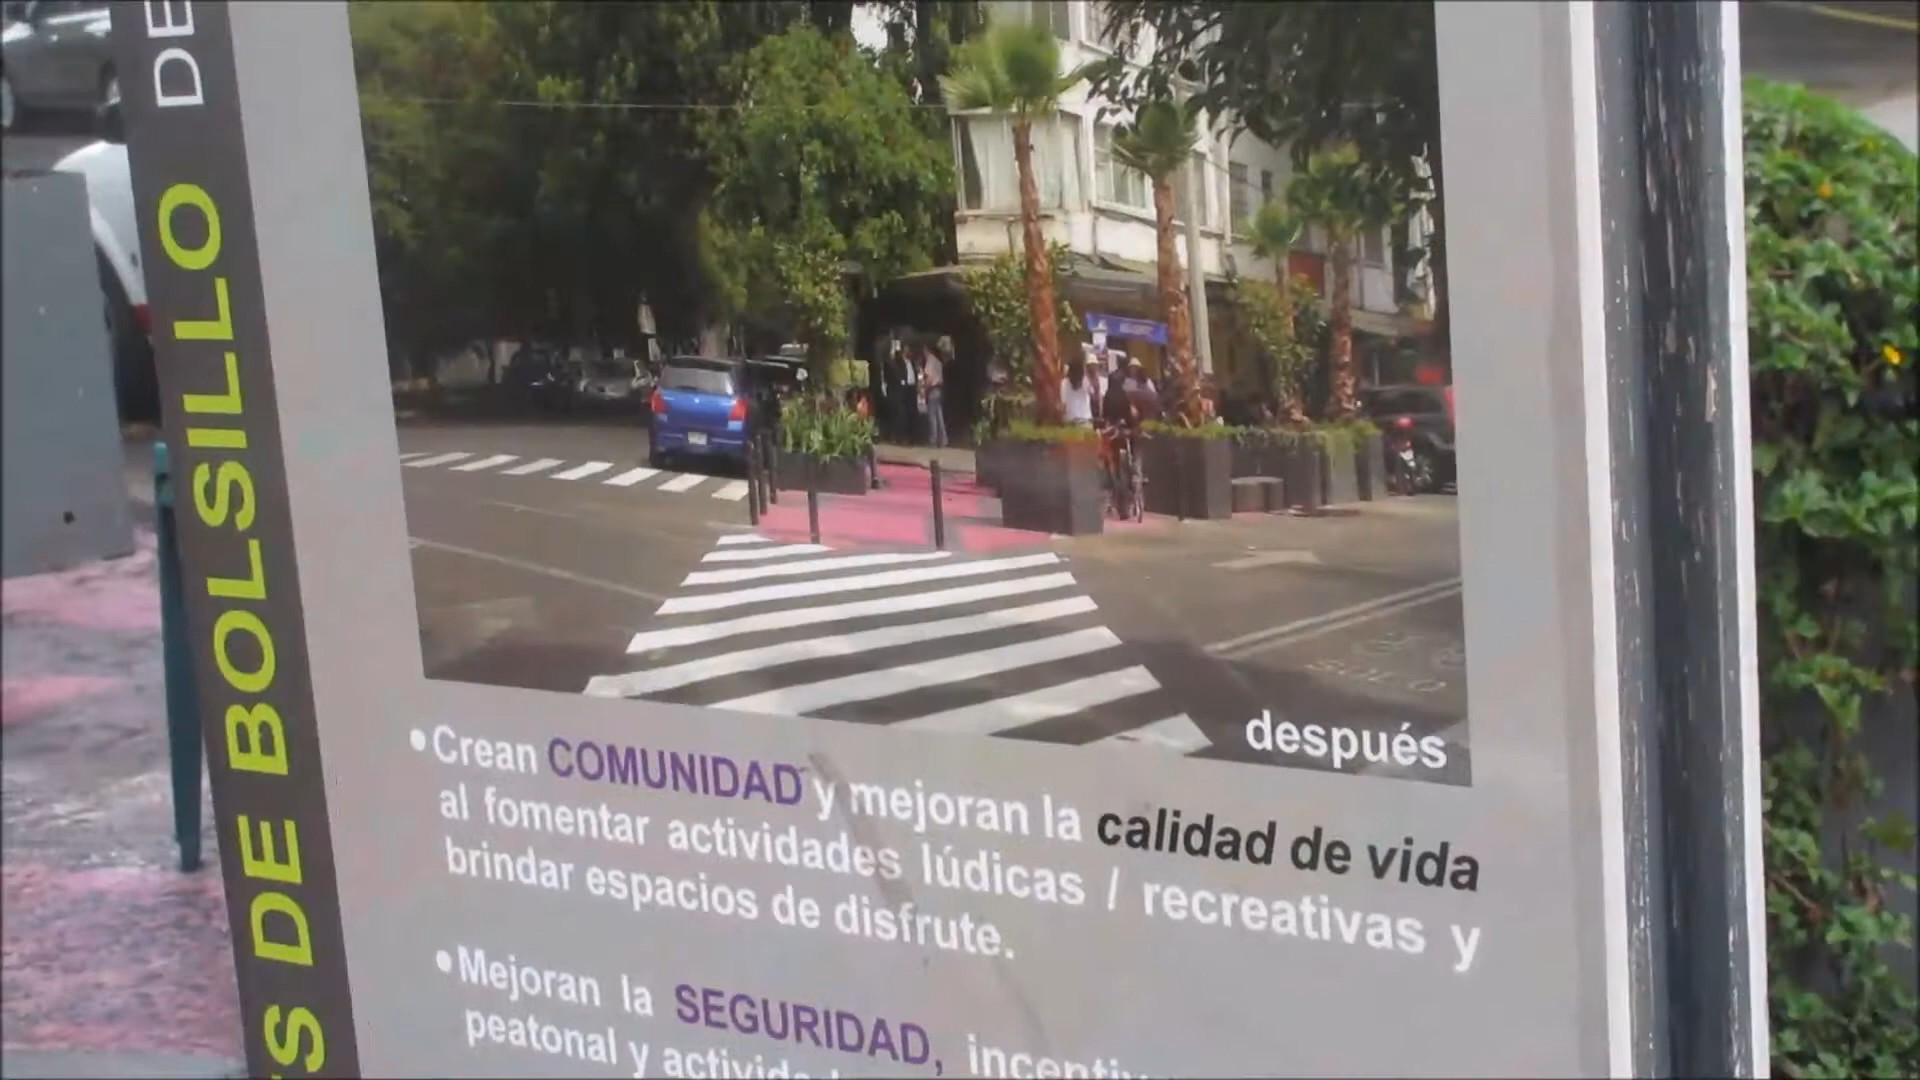 DE
S DE BOLSILLO
después
•Crean COMUNIDAD y mejoran la calidad de vida
al fomentar actividades lúdicas / recreativas y
brindar espacios de disfrute.
•Mejoran la SEGURIDAD,
peatonal y